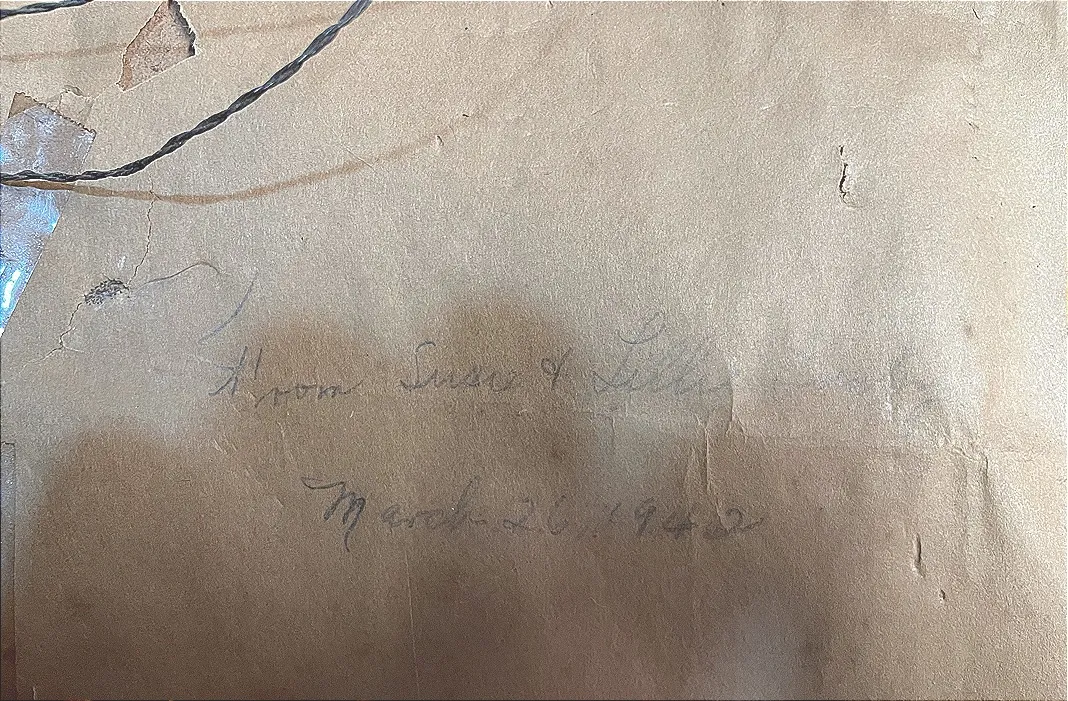 From Susie & Lillie
March 26, 1942